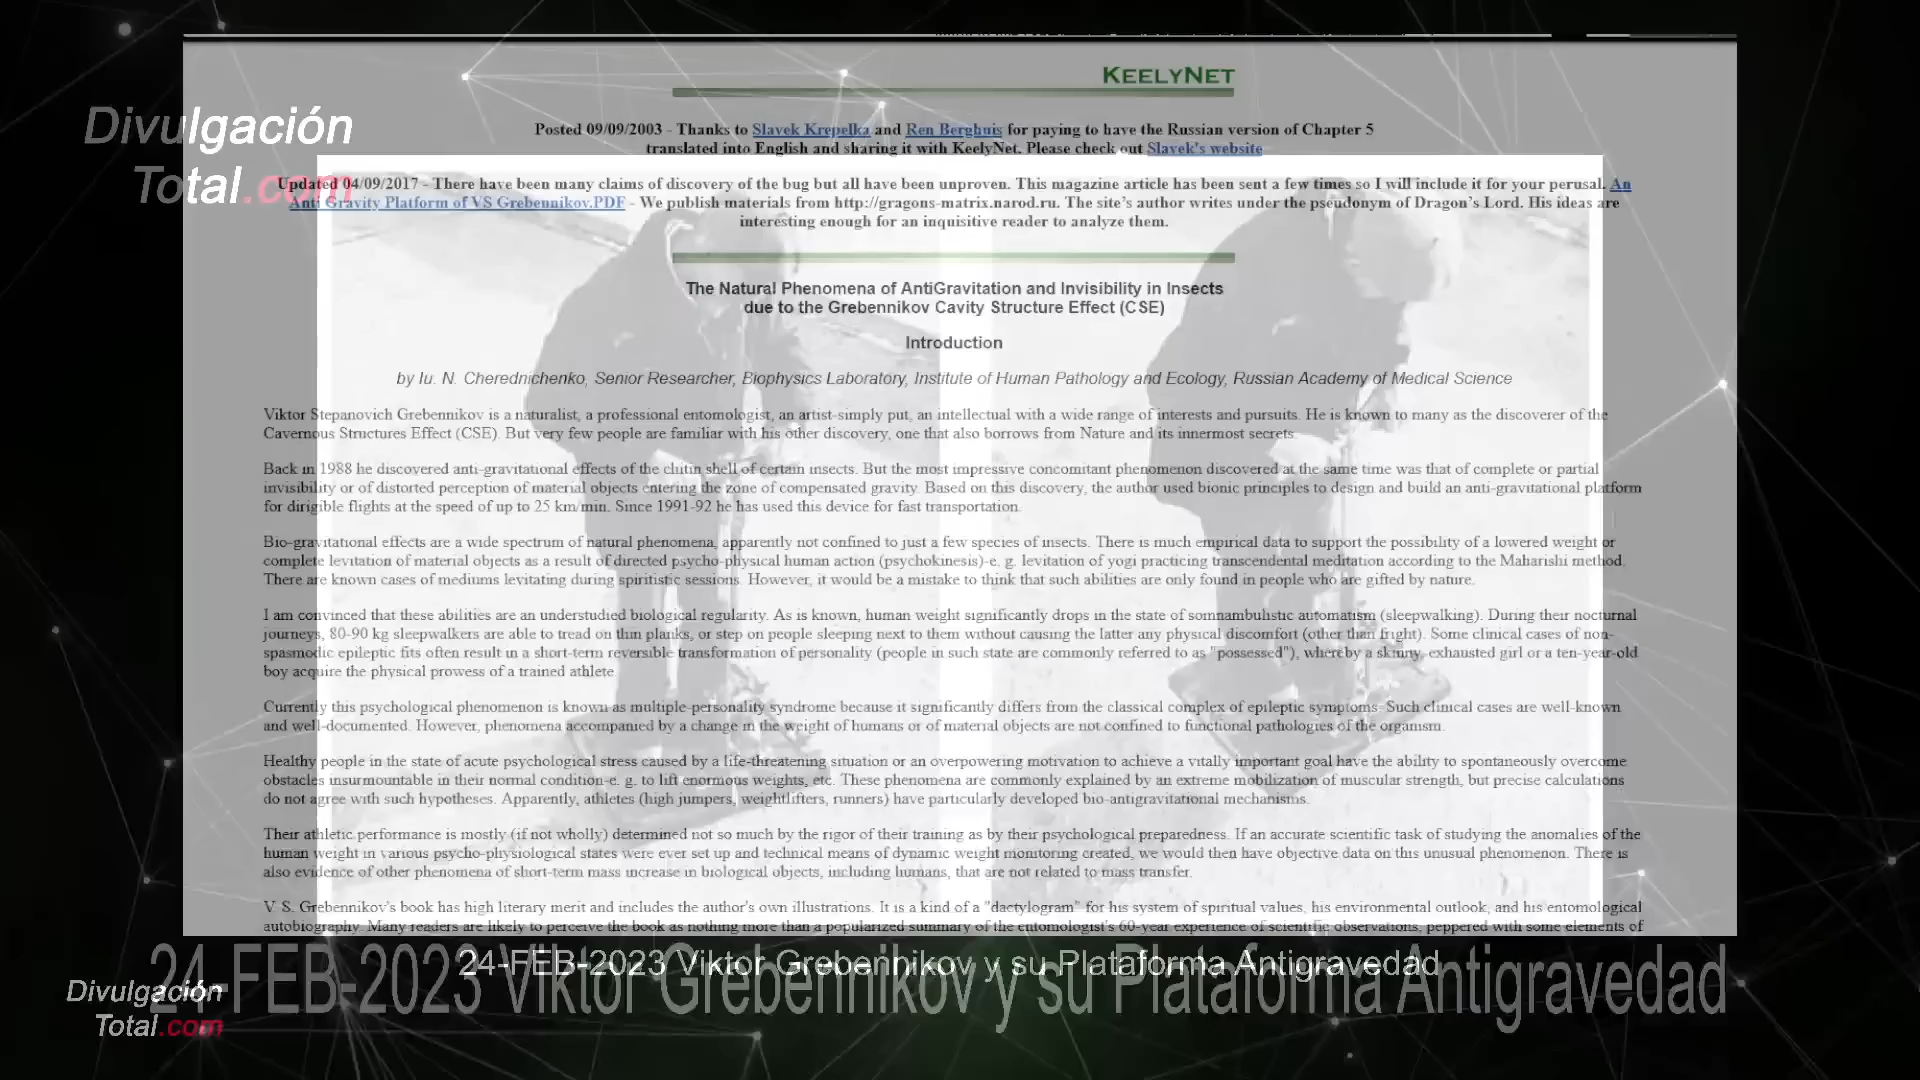 KEELYNET
Posted 09/09/2003 - Thanks to Slavek Krepelka and Ren Berghuis for paying to have the Russian version of Chapter 5
translated into English and sharing it with KeelyNet. Please check out Slavek's website
Divulgación
Total.com
Updated 04/09/2017 - There have been many claims of discovery of the bug but all have been unproven. This magazine article has been sent a few times so I will include it for your perusal. An
Anti Gravity Platform of VS Grebennikov.PDF - We publish materials from http://gragons-matrix.narod.ru. The site's author writes under the pseudonym of Dragon's Lord. His ideas are
interesting enough for an inquisitive reader to analyze them.
The Natural Phenomena of AntiGravitation and Invisibility in Insects
due to the Grebennikov Cavity Structure Effect (CSE)
Introduction
by Iu. N. Cherednichenko, Senior Researcher, Biophysics Laboratory, Institute of Human Pathology and Ecology, Russian Academy of Medical Science
Viktor Stepanovich Grebennikov is a naturalist, a professional entomologist, an artist-simply put, an intellectual with a wide range of interests and pursuits. He is known to many as the discoverer of the
Cavernous Structures Effect (CSE). But very few people are familiar with his other discovery, one that also borrows from Nature and its innermost secrets.
Back in 1988 he discovered anti-gravitational effects of the chitin shell of certain insects. But the most impressive concomitant phenomenon discovered at the same time was that of complete or partial
invisibility or of distorted perception of material objects entering the zone of compensated gravity. Based on this discovery, the author used bionic principles to design and build an anti-gravitational platform
for dirigible flights at the speed of up to 25 km/min. Since 1991-92 he has used this device for fast transportation.
Bio-gravitational effects are a wide spectrum of natural phenomena, apparently not confined to just a few species of insects. There is much empirical data to support the possibility of a lowered weight or
complete levitation of material objects as a result of directed psycho-physical human action (psychokinesis)-e. g. levitation of yogi practicing transcendental meditation according to the Maharishi method.
There are known cases of mediums levitating during spiritistic sessions. However, it would be a mistake to think that such abilities are only found in people who are gifted by nature.
I am convinced that these abilities are an understudied biological regularity. As is known, human weight significantly drops in the state of somnambulistic automatism (sleepwalking). During their nocturnal
journeys, 80-90 kg sleepwalkers are able to tread on thin planks, or step on people sleeping next to them without causing the latter any physical discomfort (other than fright). Some clinical cases of non-
spasmodic epileptic fits often result in a short-term reversible transformation of personality (people in such state are commonly referred to as "possessed"), whereby a skinny, exhausted girl or a ten-year-old
boy acquire the physical prowess of a trained athlete.
Currently this psychological phenomenon is known as multiple-personality syndrome because it significantly differs from the classical complex of epileptic symptoms. Such clinical cases are well-known
and well-documented. However, phenomena accompanied by a change in the weight of humans or of material objects are not confined to functional pathologies of the organism.
Healthy people in the state of acute psychological stress caused by a life-threatening situation or an overpowering motivation to achieve a vitally important goal have the ability to spontaneously overcome
obstacles insurmountable in their normal condition-e. g. to lift enormous weights, etc. These phenomena are commonly explained by an extreme mobilization of muscular strength, but precise calculations
do not agree with such hypotheses. Apparently, athletes (high jumpers, weightlifters, runners) have particularly developed bio-antigravitational mechanisms.
Their athletic performance is mostly (if not wholly) determined not so much by the rigor of their training as by their psychological preparedness. If an accurate scientific task of studying the anomalies of the
human weight in various psycho-physiological states were ever set up and technical means of dynamic weight monitoring created, we would then have objective data on this unusual phenomenon. There is
also evidence of other phenomena of short-term mass increase in biological objects, including humans, that are not related to mass transfer.
V. S. Grebennikov's book has high literary merit and includes the author's own illustrations. It is a kind of a "dactylogram" for his system of spiritual values, his environmental outlook, and his entomological
autobiography. Many readers are likely to perceive the book as nothing more than a popularized summary of the entomologist's 60-year experience of scientific observations, peppered with some elements of
24-FEB-2023 Viktor Grebennikov y su Plataforma Antigravedad
24-FEB-2023 Viktor Grebennikov y su Plataforma Antigravedad
Divulgación
Total.com